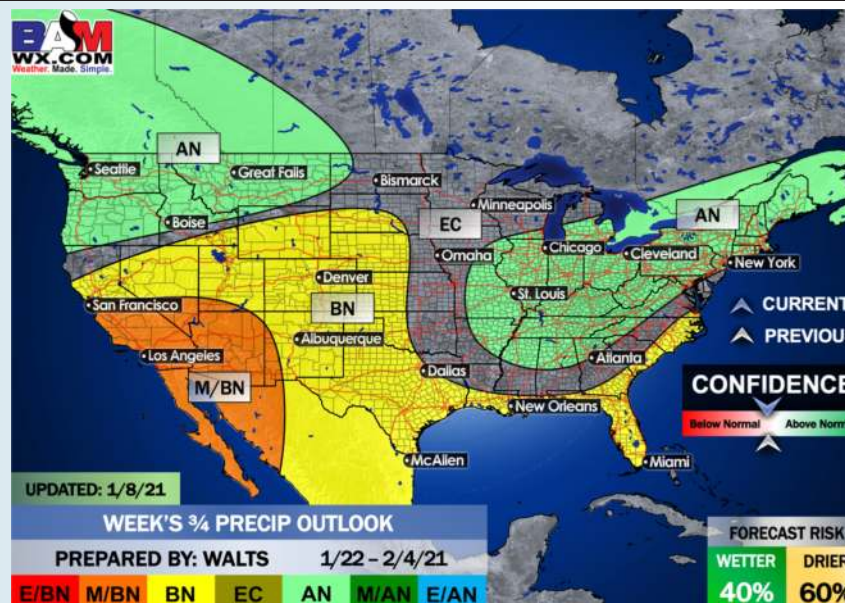 BAM
WX.COM
Weather. Made. Simple.
AN
Seattle
Great Falls
Bismarck
Boise
Minneapolis
EC
AN
Omaha
Chicago
Cleveland
New York
Denver
San Francisco
BN
St. Louis
Albuquerque
CURRENT
PREVIOU
Los Angeles
M/BN
Dallas
Atlanta
CONFIDENCE
New Orleans
Below Normal
Above Norm
McAllen
Miami
UPDATED: 1/8/21
WEEK'S ¾ PRECIP OUTLOOK
PREPARED BY: WALTS 1/22 – 2/4/21
E/BN M/BN BN EC AN M/AN E/AN
FORECAST RISK
WETTER DRIER
40% 60%